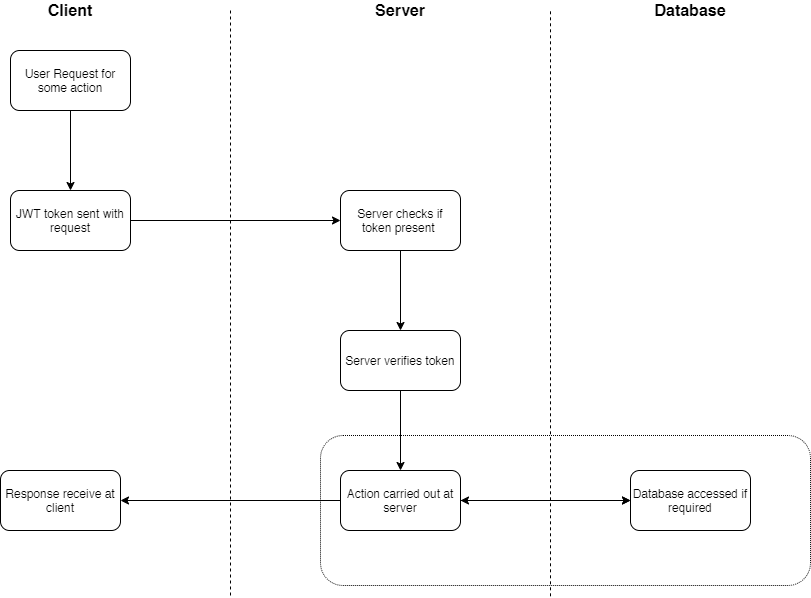 Client
Server
Database
User Request for
some action
JWT token sent with
request
Server checks if
token present
Server verifies token
Response receive at
client
Action carried out at
server
Database accessed if
required